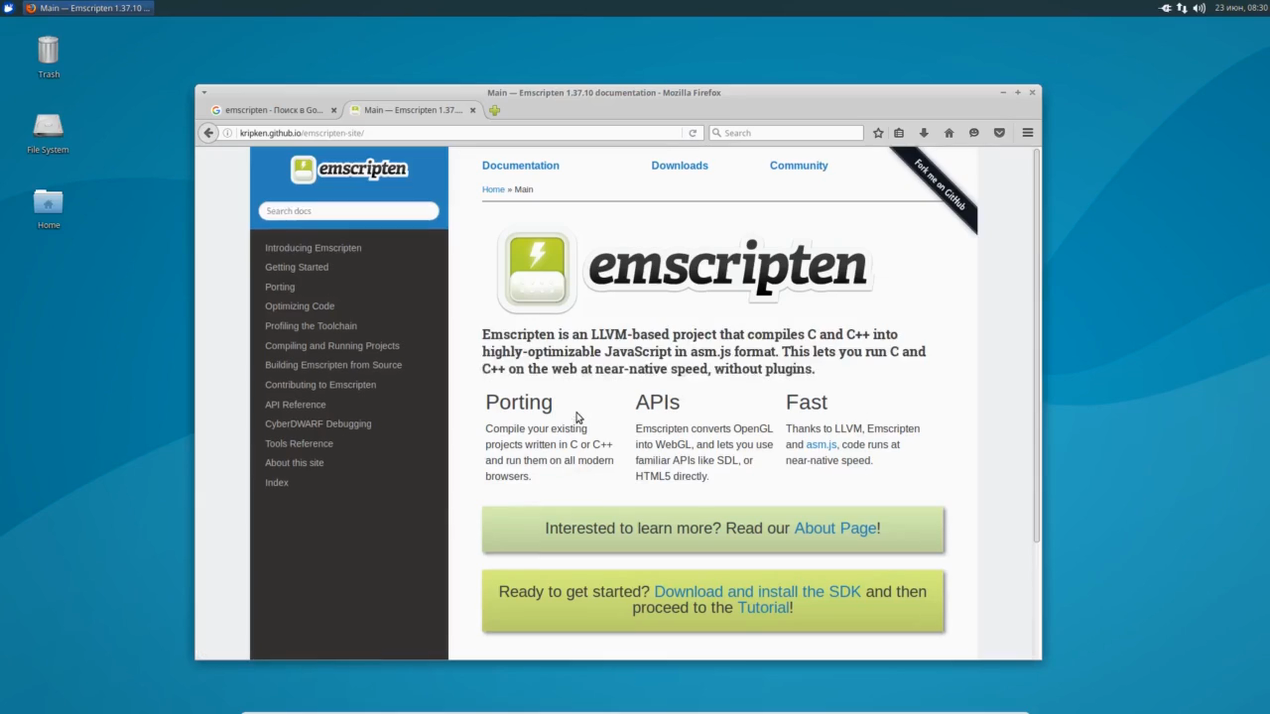 Main — Emscripten 1.37.10 ...
23 июн, 08:30
Trash
File System
Home
Main — Emscripten 1.37.10 documentation - Mozilla Firefox
emscripten - Поиск в Go...
Main — Emscripten 1.37....
kripken.github.io/emscripten-site/
Search
emscripten
Search docs
Introducing Emscripten
Getting Started
Porting
Optimizing Code
Profiling the Toolchain
Compiling and Running Projects
Building Emscripten from Source
Contributing to Emscripten
API Reference
CyberDWARF Debugging
Tools Reference
About this site
Index
Documentation
Downloads
Community
Fork me on GitHub
Home » Main
emscripten
Emscripten is an LLVM-based project that compiles C and C++ into
highly-optimizable JavaScript in asm.js format. This lets you run C and
C++ on the web at near-native speed, without plugins.
Porting
Compile your existing
projects written in C or C++
and run them on all modern
browsers.
APIs
Emscripten converts OpenGL
into WebGL, and lets you use
familiar APIs like SDL, or
HTML5 directly.
Fast
Thanks to LLVM, Emscripten
and asm.js, code runs at
near-native speed.
Interested to learn more? Read our About Page!
Ready to get started? Download and install the SDK and then
proceed to the Tutorial!